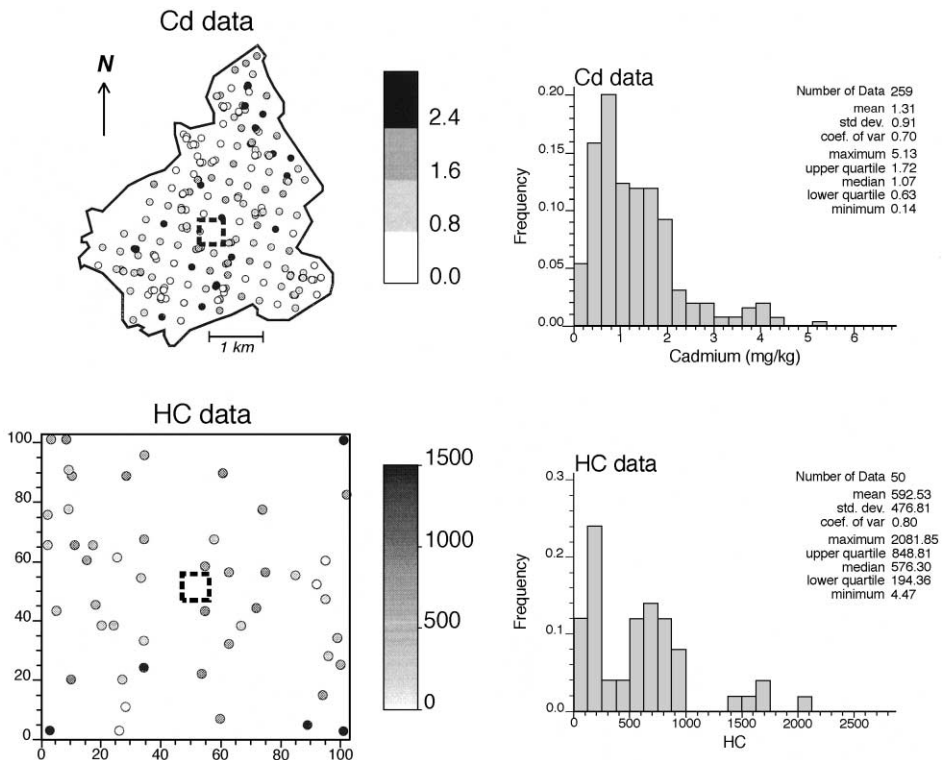 Cd data
N
2.4
1.6
0.8
0.0
1 km
Cd data
Number of Data 259
mean 1.31
std dev. 0.91
coef. of var 0.70
maximum 5.13
upper quartile 1.72
median 1.07
lower quartile 0.63
minimum 0.14
Frequency
0.20
0.15
0.10
0.05
0.00
0 1 2 3 4 5 6
Cadmium (mg/kg)
HC data
100
80
60
40
20
0
0 20 40 60 80 100
1500
1000
500
0
HC data
Number of Data 50
mean 592.53
std. dev. 476.81
coef. of var 0.80
maximum 2081.85
upper quartile 848.81
median 576.30
lower quartile 194.36
minimum 4.47
Frequency
0.3
0.2
0.1
0.0
0 500 1000 1500 2000 2500
HC